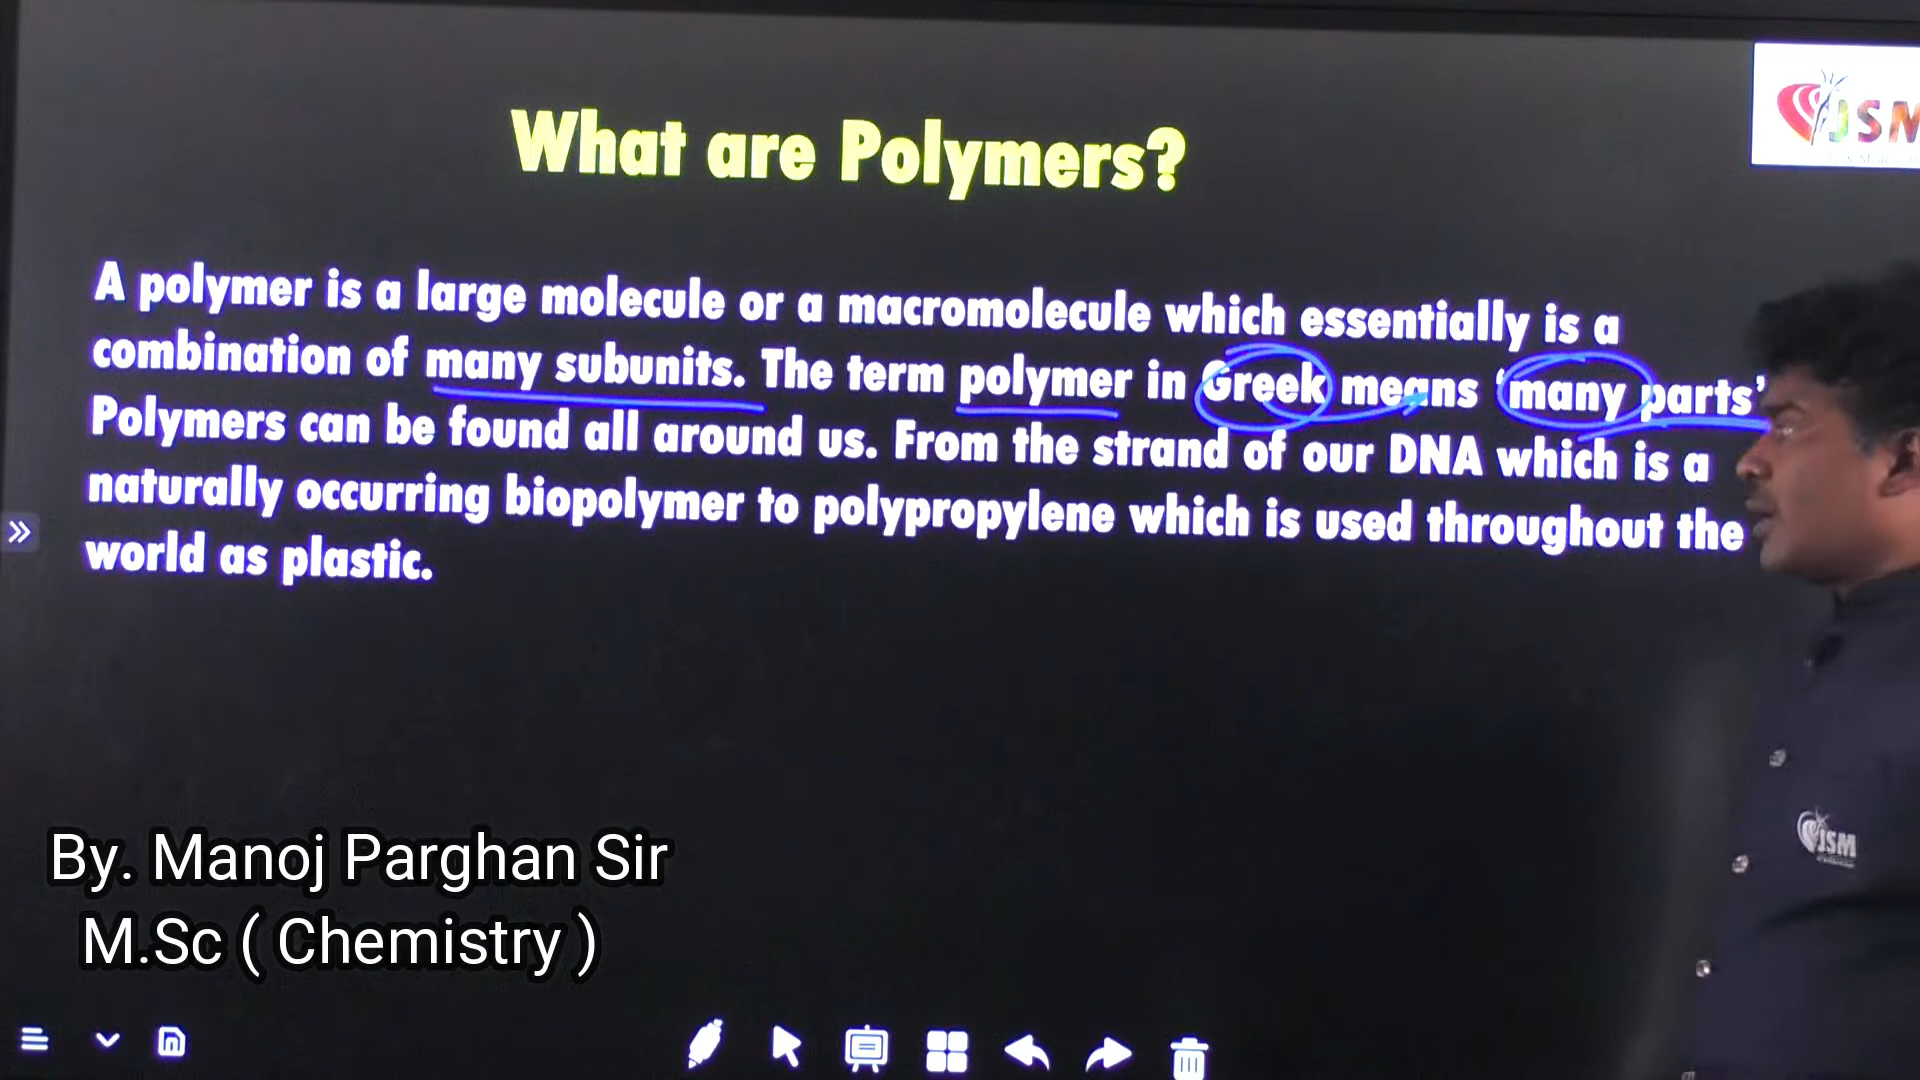 What are Polymers?
JSM
A polymer is a large molecule or a macromolecule which essentially is a
combination of many subunits. The term polymer in Greek means ‘many parts’
Polymers can be found all around us. From the strand of our DNA which is a
naturally occurring biopolymer to polypropylene which is used throughout the
world as plastic.
JSM
By. Manoj Parghan Sir
M.Sc ( Chemistry )